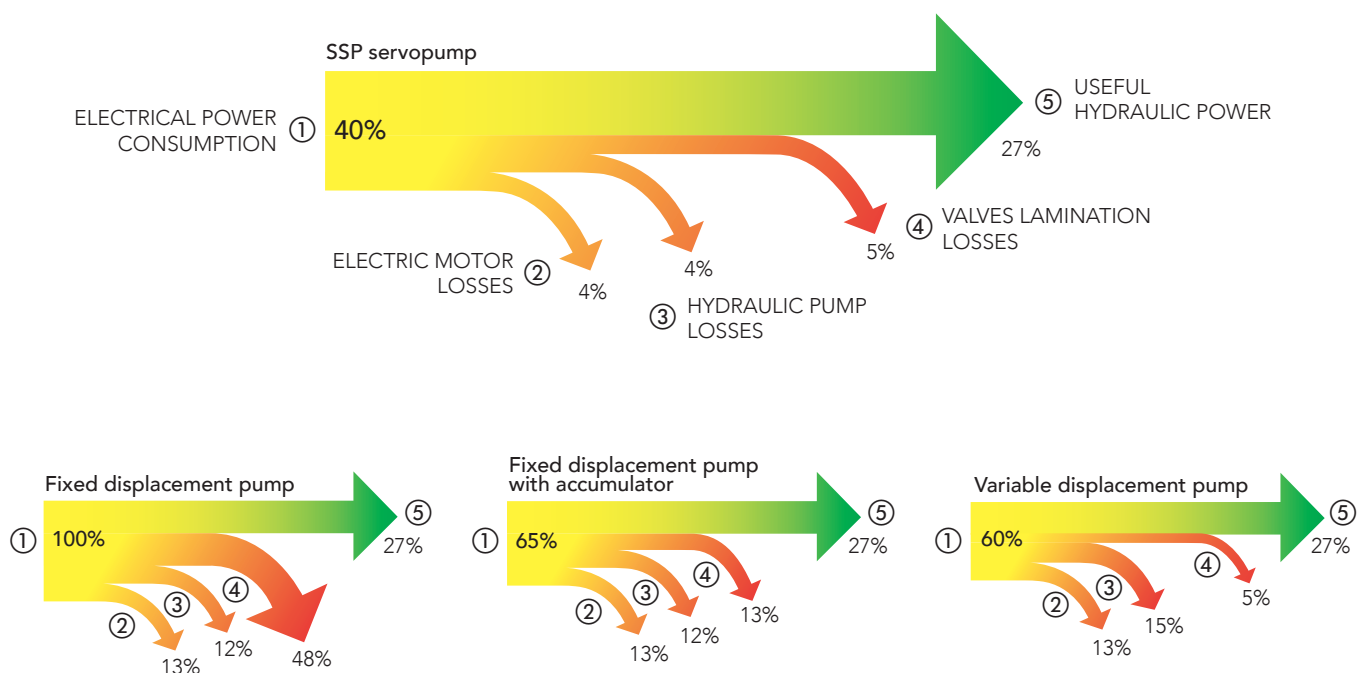 SSP servopump
ELECTRICAL POWER
CONSUMPTION
①
40%
⑤
USEFUL
HYDRAULIC POWER
27%
④
VALVES LAMINATION
LOSSES
5%
ELECTRIC MOTOR
LOSSES
②
4%
4%
③
HYDRAULIC PUMP
LOSSES
Fixed displacement pump
①
100%
⑤
27%
②
③
④
13%
12%
48%
Fixed displacement pump
with accumulator
①
65%
⑤
27%
②
③
④
13%
12%
13%
Variable displacement pump
①
60%
⑤
27%
②
③
④
13%
15%
5%